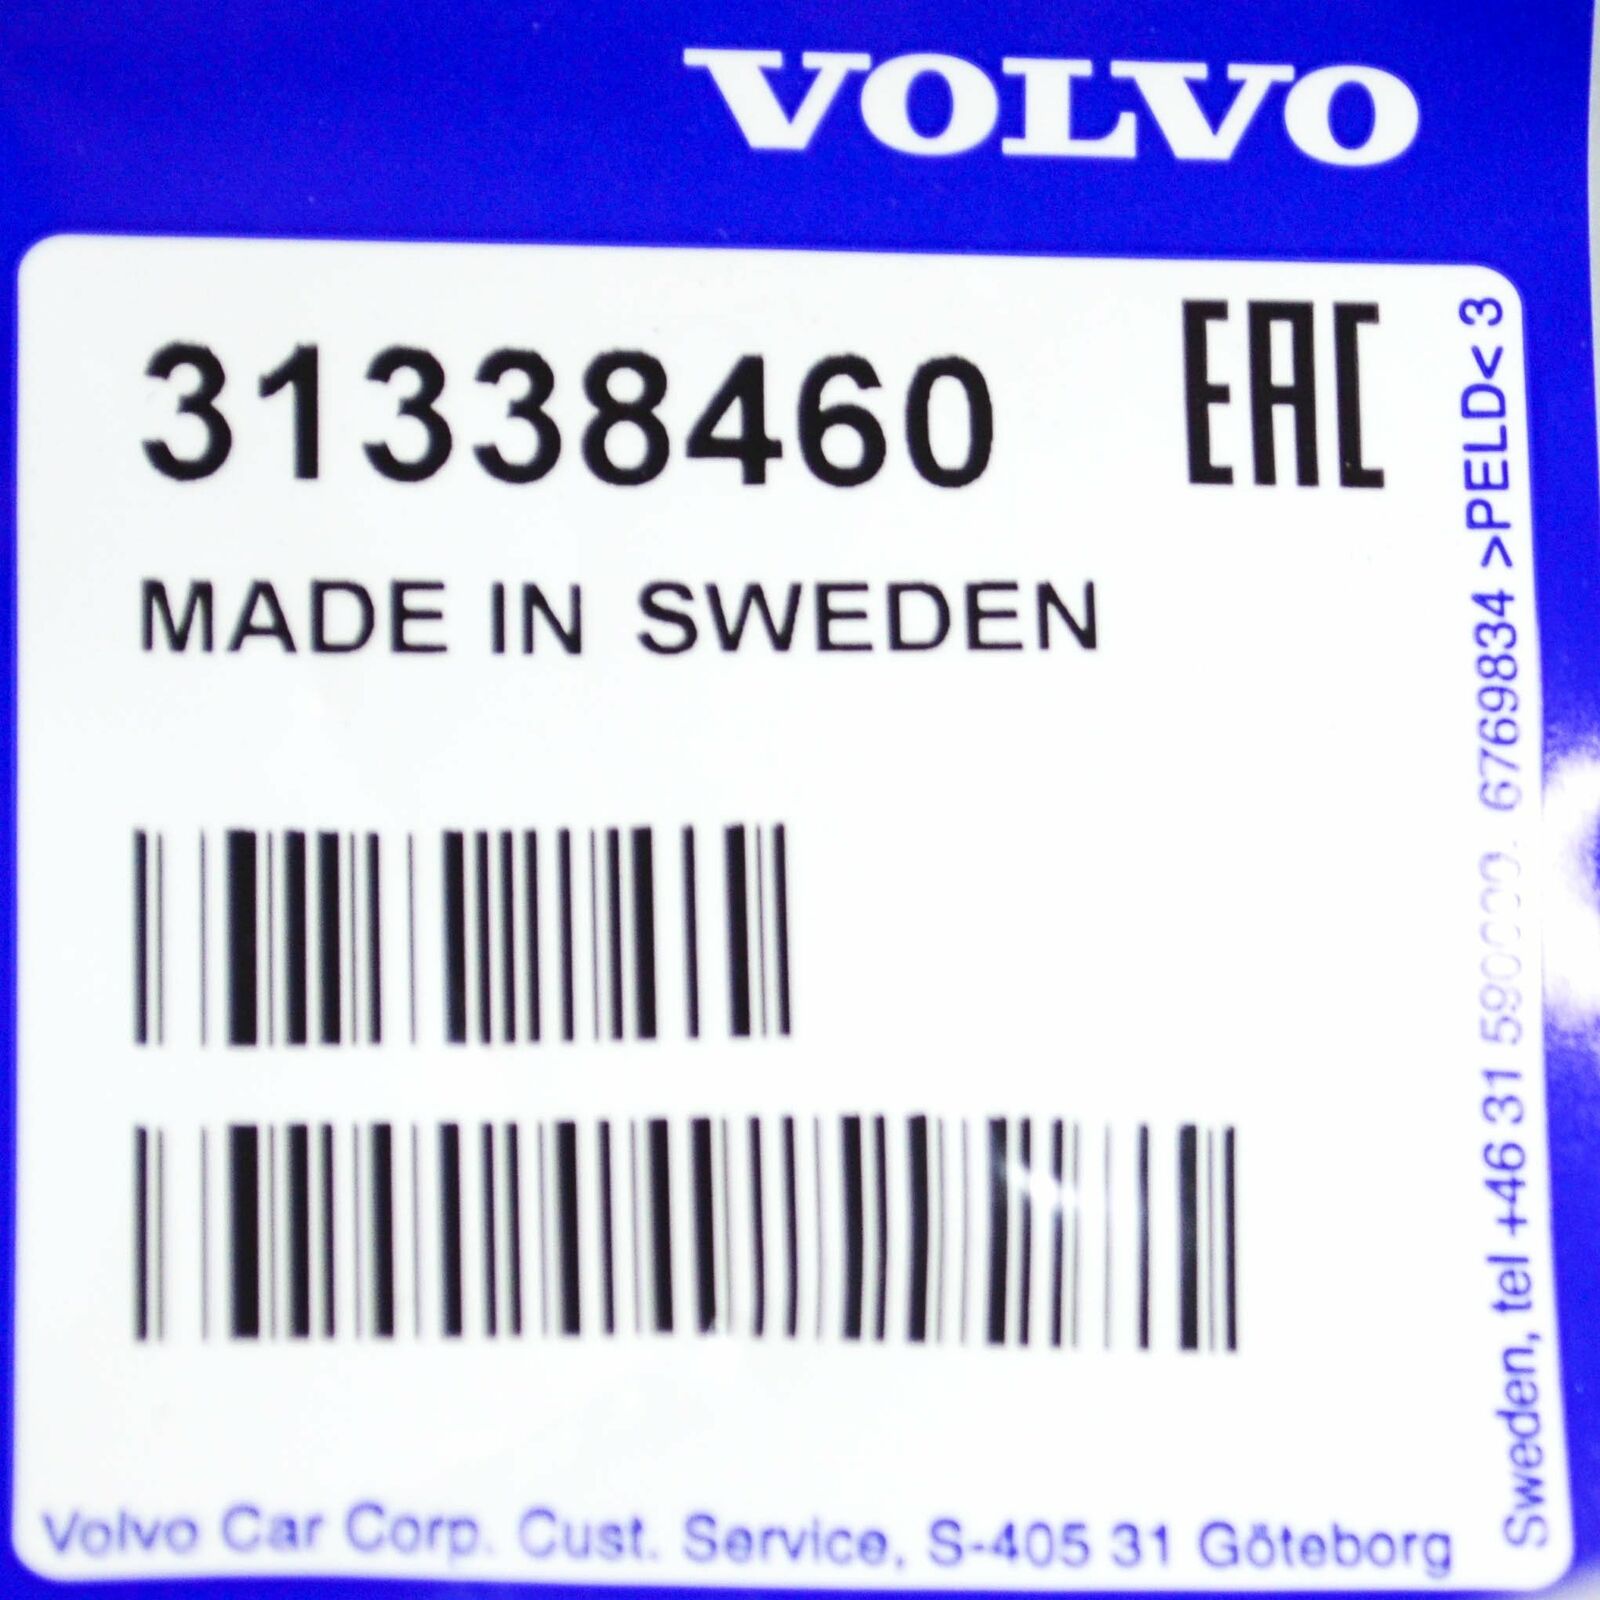 VOLVO
31338460
EAC
MADE IN SWEDEN
Volvo Car Corp. Cust. Service, S-405 31 Göteborg
Sweden, tel +46 31 590000. 6769834 >PELD< 3